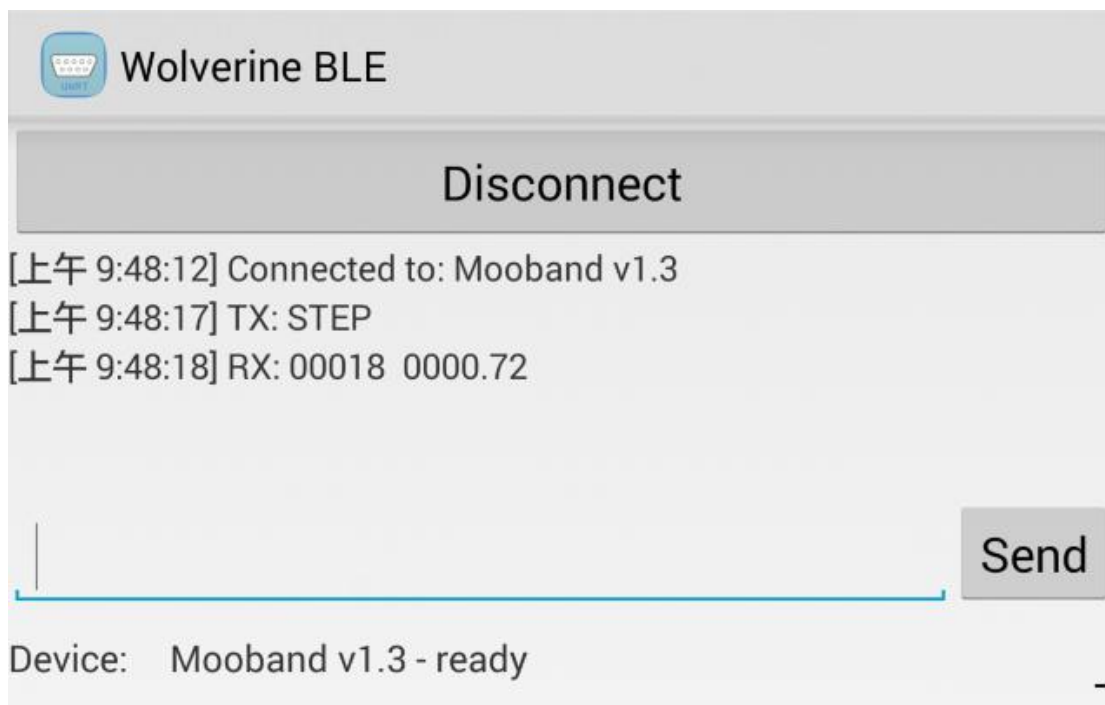 Wolverine BLE
Disconnect
[上午 9:48:12] Connected to: Mooband v1.3
[上午 9:48:17] TX: STEP
[上午 9:48:18] RX: 00018  0000.72
Send
Device: Mooband v1.3 - ready